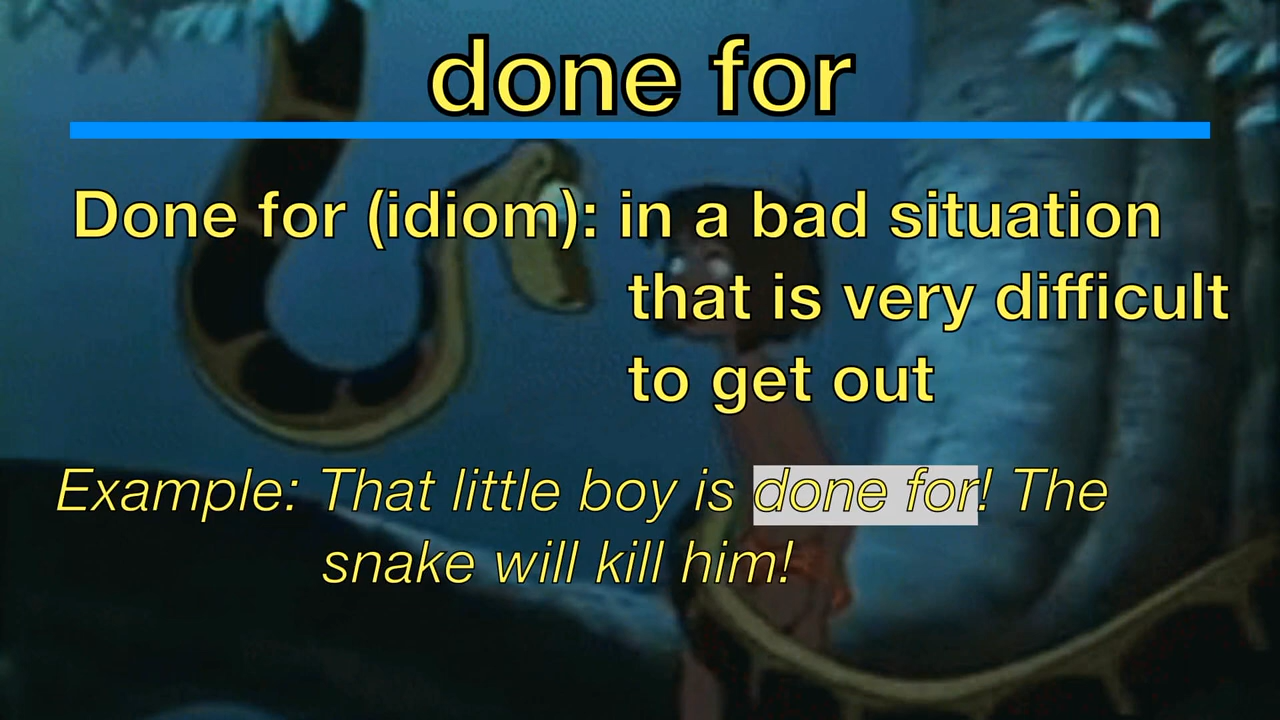 done for
Done for (idiom): in a bad situation
that is very difficult
to get out
Example: That little boy is done for! The
snake will kill him!